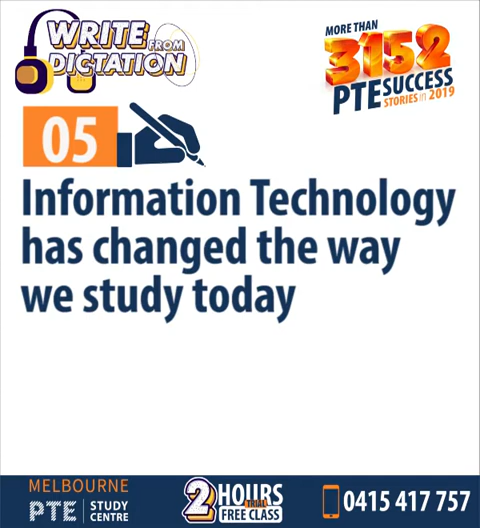 WRITE FROM
DICTATION
MORE THAN
3152
PTE SUCCESS
STORIES in 2019
05
Information Technology
has changed the way
we study today
MELBOURNE
PTE STUDY
CENTRE
2 HOURS
TRIAL
FREE CLASS
0415 417 757